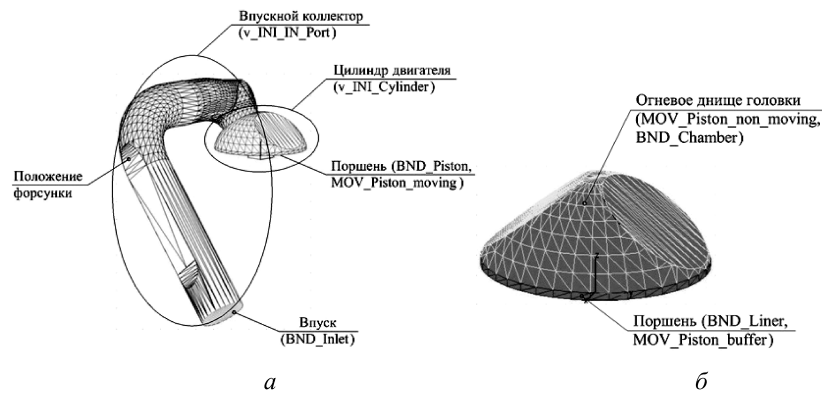 Впускной коллектор
(v_INI_IN_Port)
Цилиндр двигателя
(v_INI_Cylinder)
Положение
форсунки
Поршень (BND_Piston,
MOV_Piston_moving)
Впуск
(BND_Inlet)
а
Огневое днище головки
(MOV_Piston_non_moving,
BND_Chamber)
Поршень (BND_Liner,
MOV_Piston_buffer)
б